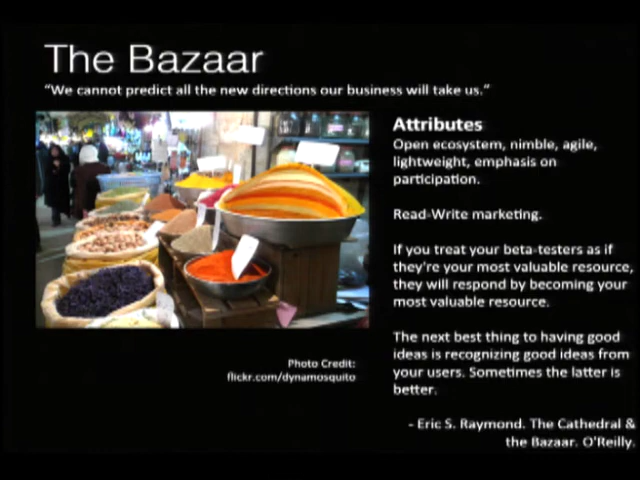 The Bazaar
“We cannot predict all the new directions our business will take us.”
Attributes
Open ecosystem, nimble, agile,
lightweight, emphasis on
participation.
Read-Write marketing.
If you treat your beta-testers as if
they're your most valuable resource,
they will respond by becoming your
most valuable resource.
The next best thing to having good
ideas is recognizing good ideas from
your users. Sometimes the latter is
better.
- Eric S. Raymond. The Cathedral &
the Bazaar. O'Reilly.
Photo Credit:
flickr.com/dynamosquito